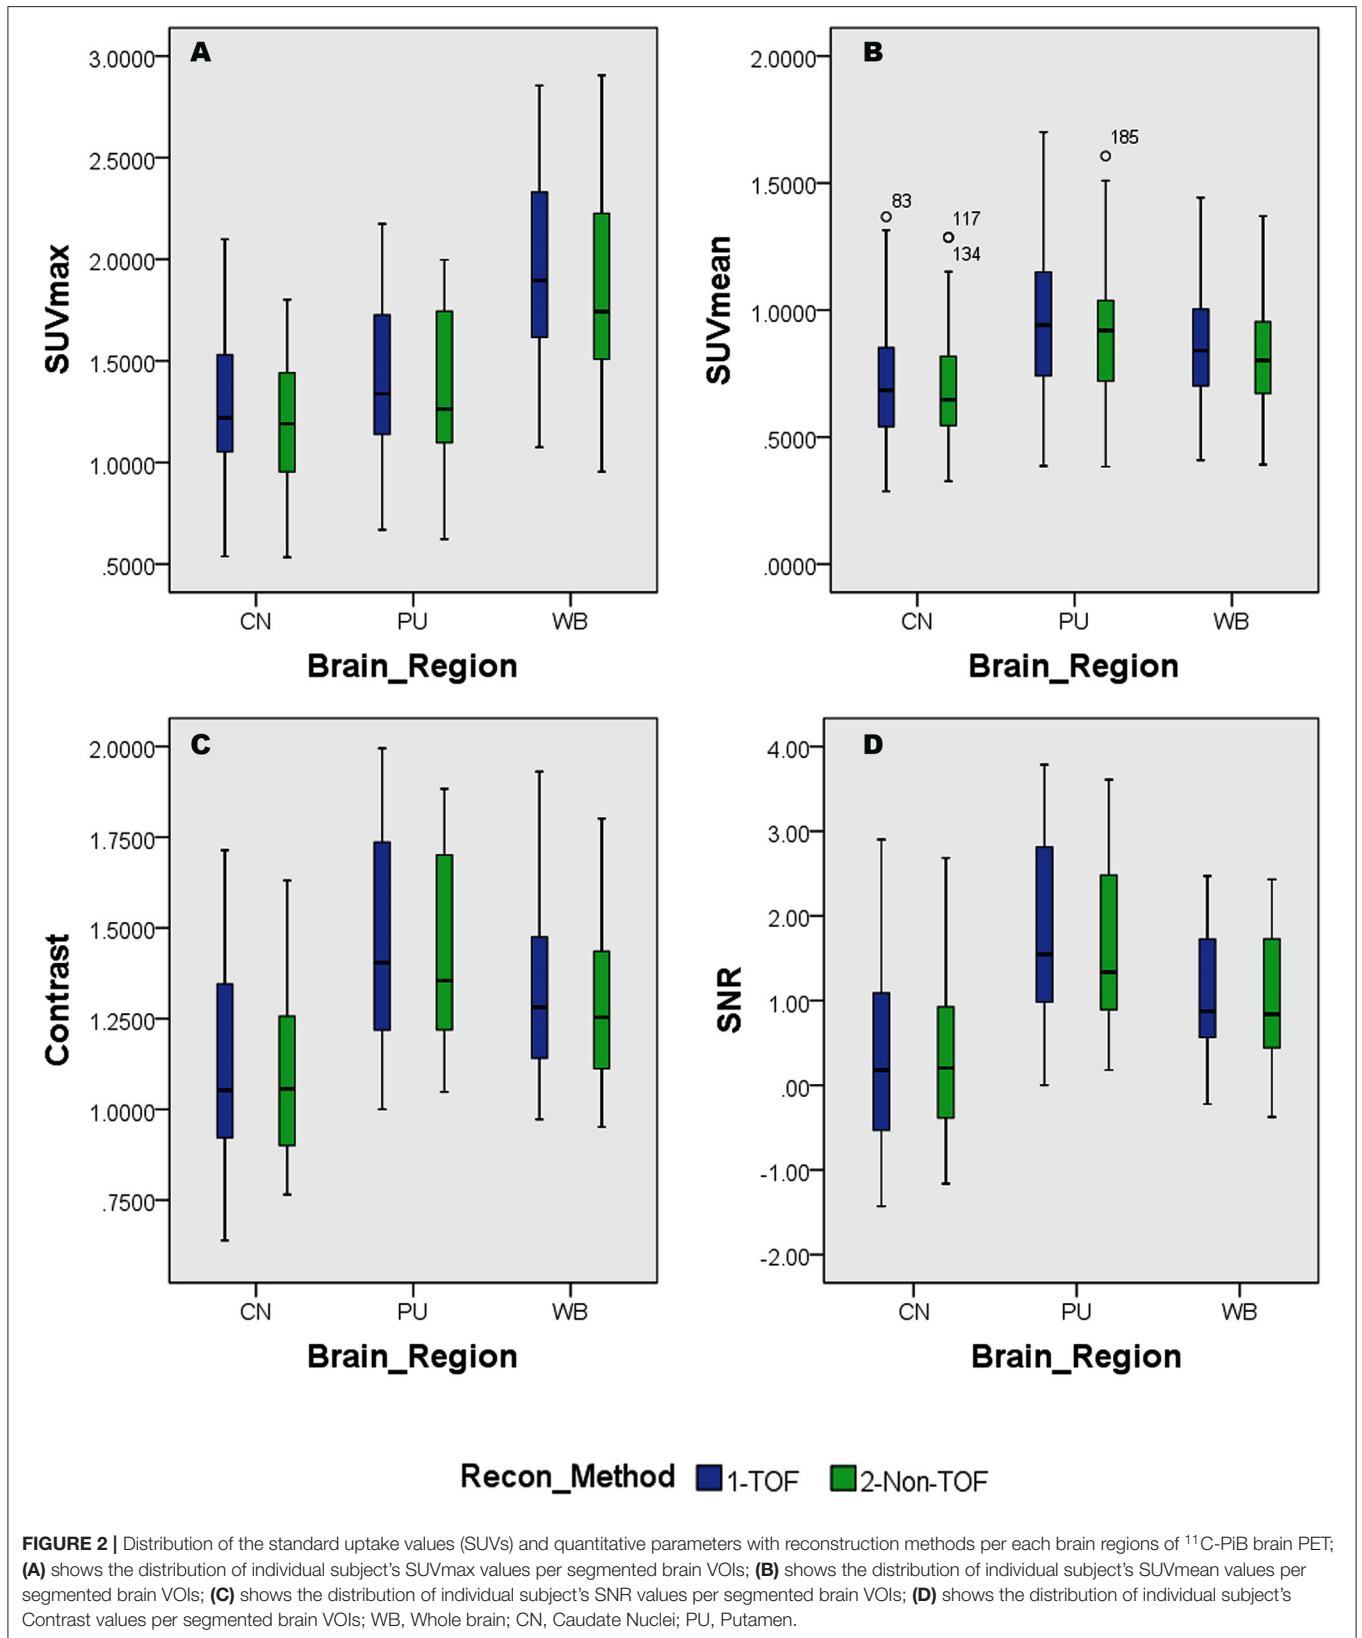 A
3.0000
2.5000
2.0000
1.5000
1.0000
.5000
SUVmax
CN PU WB
Brain_Region
B
2.0000
1.5000
1.0000
.5000
.0000
SUVmean
83
117
134
185
CN PU WB
Brain_Region
C
2.0000
1.7500
1.5000
1.2500
1.0000
.7500
Contrast
CN PU WB
Brain_Region
D
4.00
3.00
2.00
1.00
.00
-1.00
-2.00
SNR
CN PU WB
Brain_Region
Recon_Method 1-TOF 2-Non-TOF
FIGURE 2 | Distribution of the standard uptake values (SUVs) and quantitative parameters with reconstruction methods per each brain regions of ¹¹C-PiB brain PET;
(A) shows the distribution of individual subject's SUVmax values per segmented brain VOIs; (B) shows the distribution of individual subject's SUVmean values per
segmented brain VOIs; (C) shows the distribution of individual subject's SNR values per segmented brain VOIs; (D) shows the distribution of individual subject's
Contrast values per segmented brain VOIs; WB, Whole brain; CN, Caudate Nuclei; PU, Putamen.